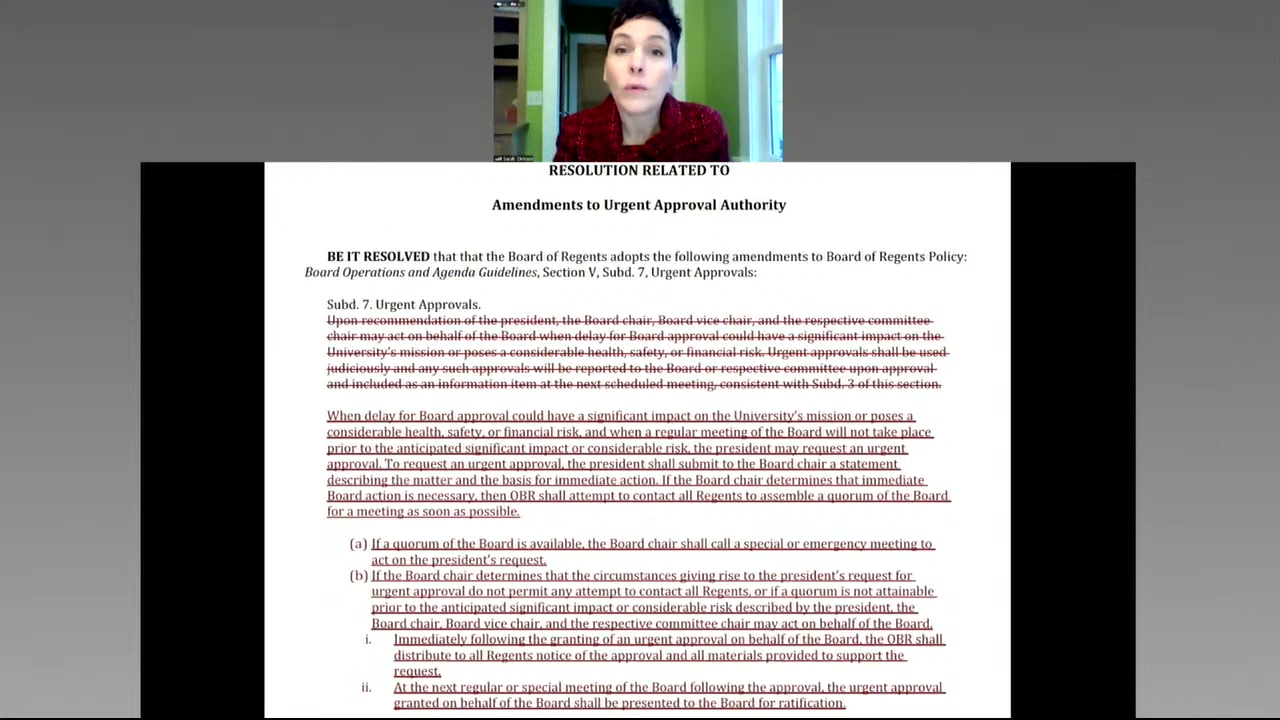 Sarah Dirksen
RESOLUTION RELATED TO
Amendments to Urgent Approval Authority
BE IT RESOLVED that that the Board of Regents adopts the following amendments to Board of Regents Policy:
Board Operations and Agenda Guidelines, Section V, Subd. 7, Urgent Approvals:
Subd. 7. Urgent Approvals.
Upon recommendation of the president, the Board chair, Board vice chair, and the respective committee
chair may act on behalf of the Board when delay for Board approval could have a significant impact on the
University's mission or poses a considerable health, safety, or financial risk. Urgent approvals shall be used
judiciously and any such approvals will be reported to the Board or respective committee upon approval
and included as an information item at the next scheduled meeting, consistent with Subd. 3 of this section.
When delay for Board approval could have a significant impact on the University's mission or poses a
considerable health, safety, or financial risk, and when a regular meeting of the Board will not take place
prior to the anticipated significant impact or considerable risk, the president may request an urgent
approval. To request an urgent approval, the president shall submit to the Board chair a statement
describing the matter and the basis for immediate action. If the Board chair determines that immediate
Board action is necessary, then OBR shall attempt to contact all Regents to assemble a quorum of the Board
for a meeting as soon as possible.
(a) If a quorum of the Board is available, the Board chair shall call a special or emergency meeting to
act on the president's request.
(b) If the Board chair determines that the circumstances giving rise to the president's request for
urgent approval do not permit any attempt to contact all Regents, or if a quorum is not attainable
prior to the anticipated significant impact or considerable risk described by the president, the
Board chair, Board vice chair, and the respective committee chair may act on behalf of the Board.
i. Immediately following the granting of an urgent approval on behalf of the Board, the OBR shall
distribute to all Regents notice of the approval and all materials provided to support the
request.
ii. At the next regular or special meeting of the Board following the approval, the urgent approval
granted on behalf of the Board shall be presented to the Board for ratification.